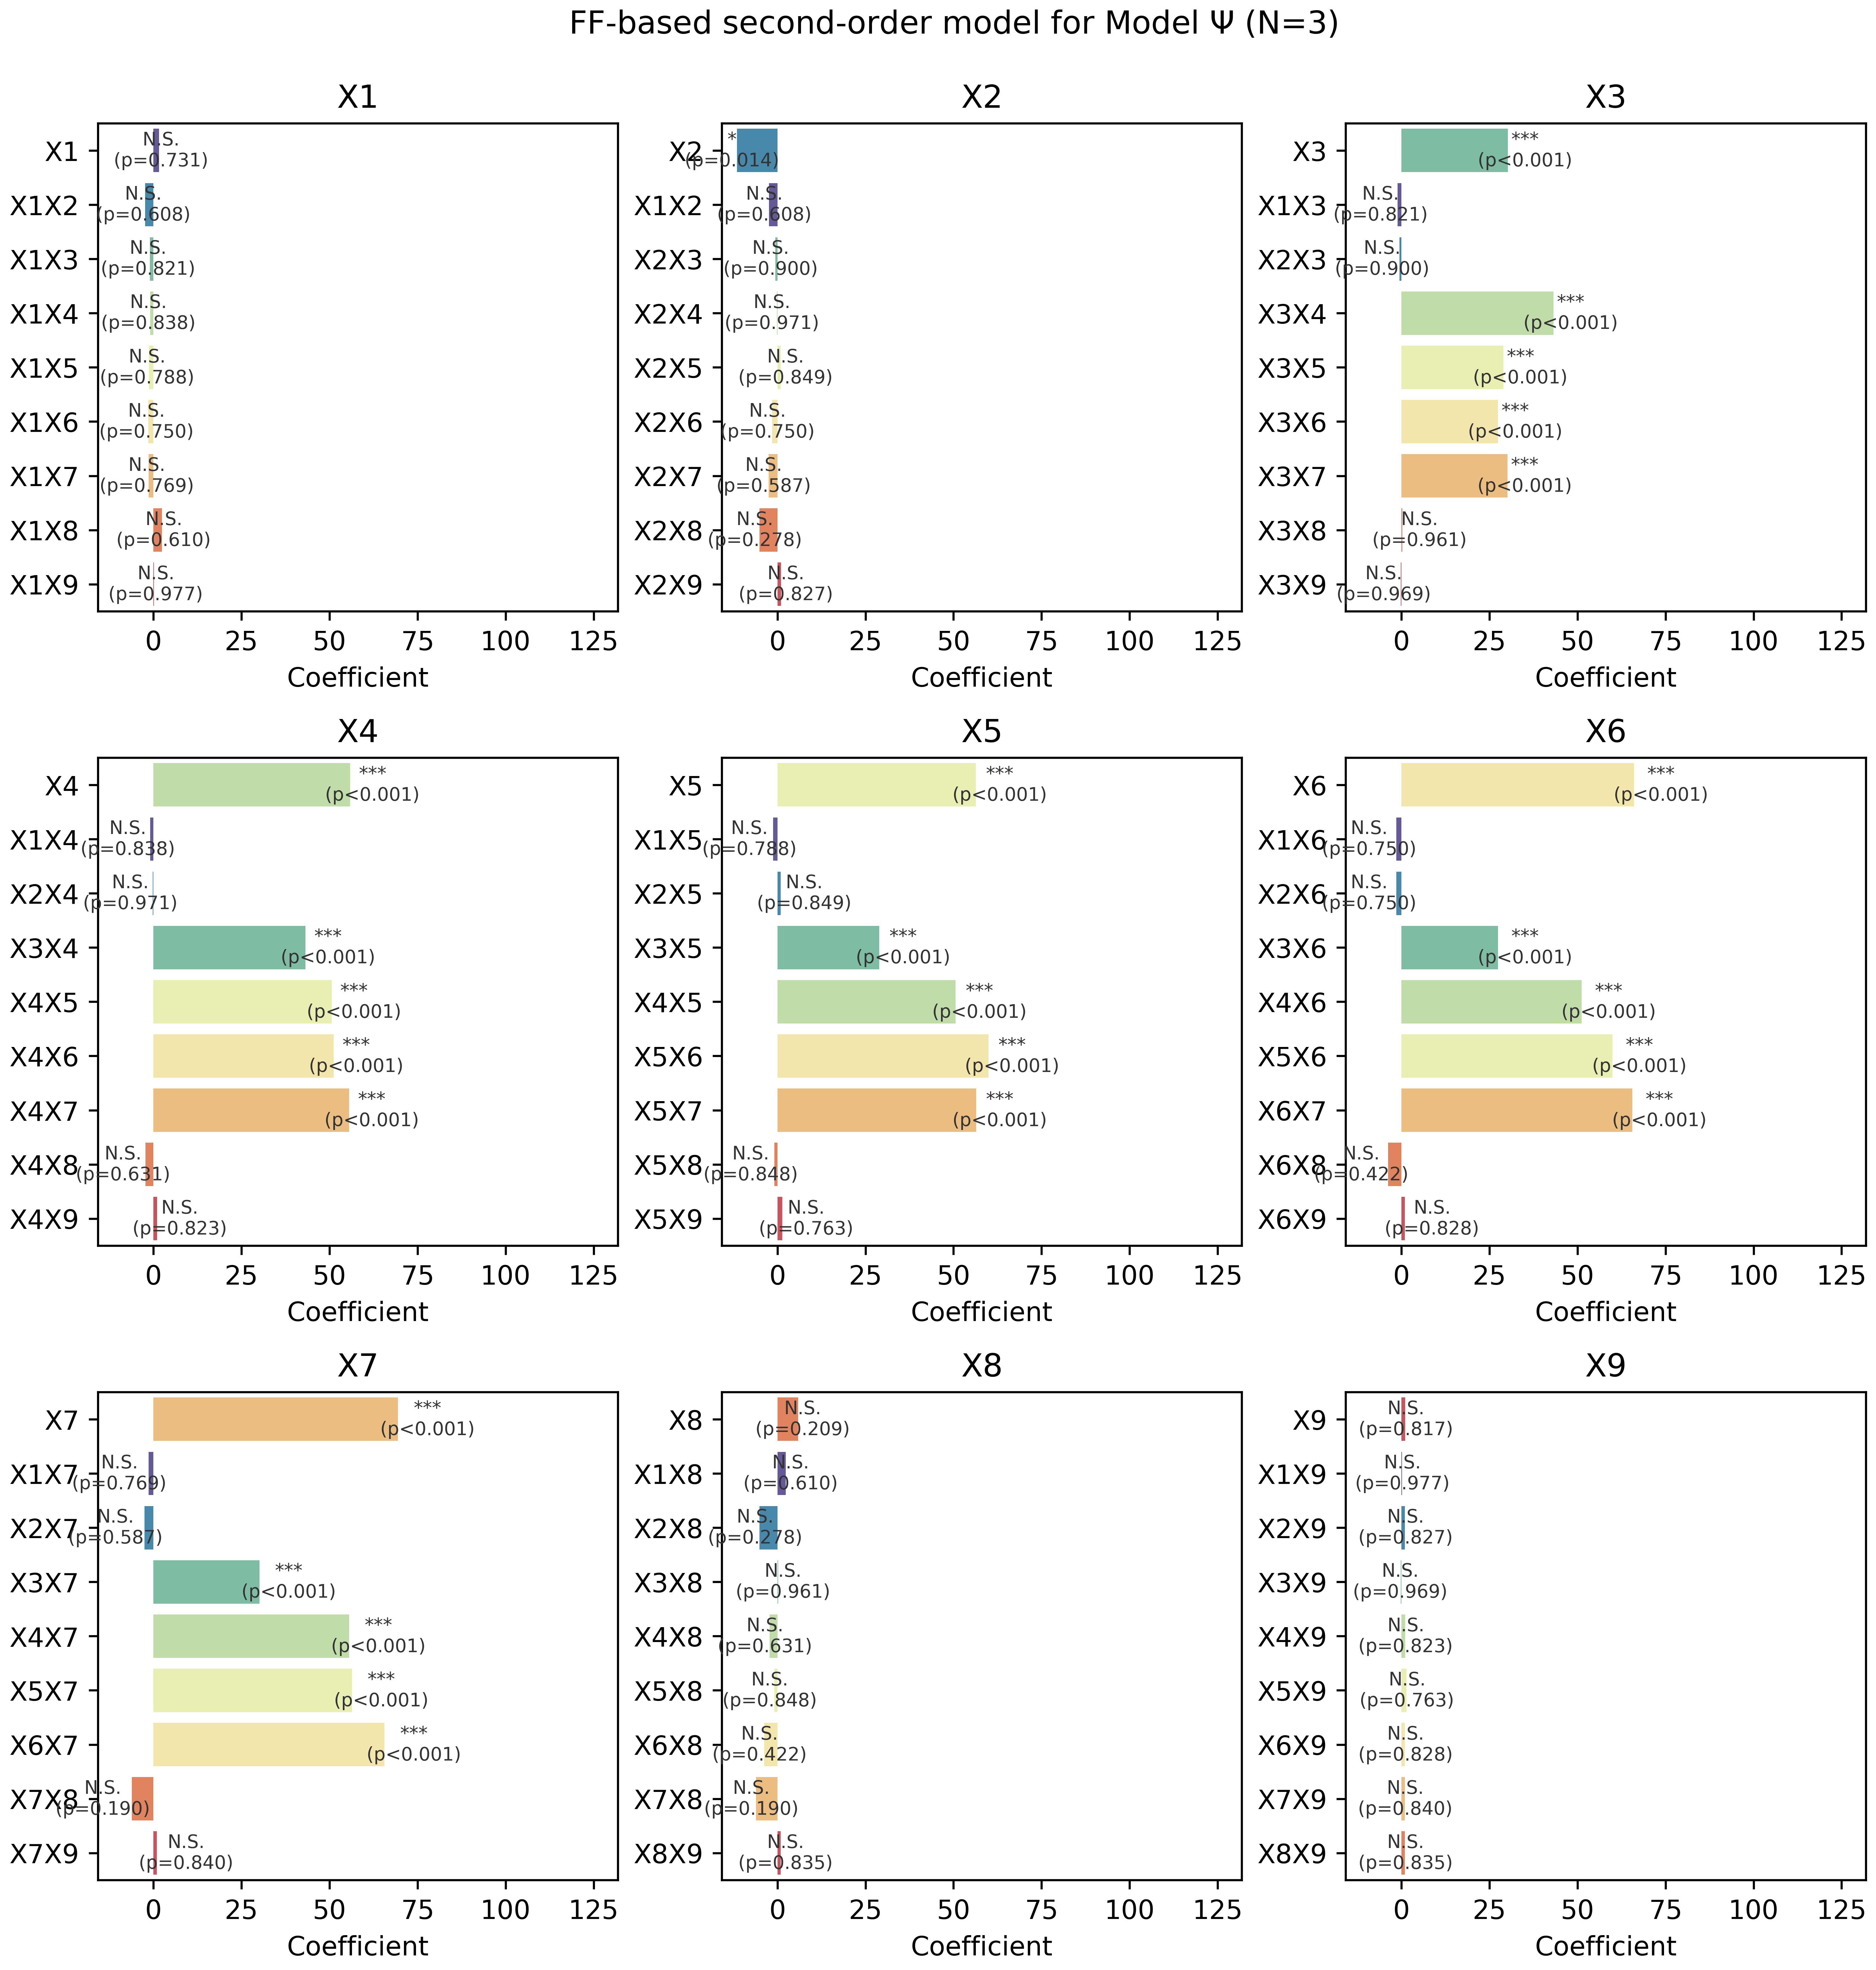 FF-based second-order model for Model Ψ (N=3)
X1
X1
N.S.
(p=0.731)
X1X2
N.S.
(p=0.608)
X1X3
N.S.
(p=0.821)
X1X4
N.S.
(p=0.838)
X1X5
N.S.
(p=0.788)
X1X6
N.S.
(p=0.750)
X1X7
N.S.
(p=0.769)
X1X8
N.S.
(p=0.610)
X1X9
N.S.
(p=0.977)
0 25 50 75 100 125
Coefficient
X2
X2
*
(p=0.014)
X1X2
N.S.
(p=0.608)
X2X3
N.S.
(p=0.900)
X2X4
N.S.
(p=0.971)
X2X5
N.S.
(p=0.849)
X2X6
N.S.
(p=0.750)
X2X7
N.S.
(p=0.587)
X2X8
N.S.
(p=0.278)
X2X9
N.S.
(p=0.827)
0 25 50 75 100 125
Coefficient
X3
X3
***
(p<0.001)
X1X3
N.S.
(p=0.821)
X2X3
N.S.
(p=0.900)
X3X4
***
(p<0.001)
X3X5
***
(p<0.001)
X3X6
***
(p<0.001)
X3X7
***
(p<0.001)
X3X8
N.S.
(p=0.961)
X3X9
N.S.
(p=0.969)
0 25 50 75 100 125
Coefficient
X4
X4
***
(p<0.001)
X1X4
N.S.
(p=0.838)
X2X4
N.S.
(p=0.971)
X3X4
***
(p<0.001)
X4X5
***
(p<0.001)
X4X6
***
(p<0.001)
X4X7
***
(p<0.001)
X4X8
N.S.
(p=0.631)
X4X9
N.S.
(p=0.823)
0 25 50 75 100 125
Coefficient
X5
X5
***
(p<0.001)
X1X5
N.S.
(p=0.788)
X2X5
N.S.
(p=0.849)
X3X5
***
(p<0.001)
X4X5
***
(p<0.001)
X5X6
***
(p<0.001)
X5X7
***
(p<0.001)
X5X8
N.S.
(p=0.848)
X5X9
N.S.
(p=0.763)
0 25 50 75 100 125
Coefficient
X6
X6
***
(p<0.001)
X1X6
N.S.
(p=0.750)
X2X6
N.S.
(p=0.750)
X3X6
***
(p<0.001)
X4X6
***
(p<0.001)
X5X6
***
(p<0.001)
X6X7
***
(p<0.001)
X6X8
N.S.
(p=0.422)
X6X9
N.S.
(p=0.828)
0 25 50 75 100 125
Coefficient
X7
X7
***
(p<0.001)
X1X7
N.S.
(p=0.769)
X2X7
N.S.
(p=0.587)
X3X7
***
(p<0.001)
X4X7
***
(p<0.001)
X5X7
***
(p<0.001)
X6X7
***
(p<0.001)
X7X8
N.S.
(p=0.190)
X7X9
N.S.
(p=0.840)
0 25 50 75 100 125
Coefficient
X8
X8
N.S.
(p=0.209)
X1X8
N.S.
(p=0.610)
X2X8
N.S.
(p=0.278)
X3X8
N.S.
(p=0.961)
X4X8
N.S.
(p=0.631)
X5X8
N.S.
(p=0.848)
X6X8
N.S.
(p=0.422)
X7X8
N.S.
(p=0.190)
X8X9
N.S.
(p=0.835)
0 25 50 75 100 125
Coefficient
X9
X9
N.S.
(p=0.817)
X1X9
N.S.
(p=0.977)
X2X9
N.S.
(p=0.827)
X3X9
N.S.
(p=0.969)
X4X9
N.S.
(p=0.823)
X5X9
N.S.
(p=0.763)
X6X9
N.S.
(p=0.828)
X7X9
N.S.
(p=0.840)
X8X9
N.S.
(p=0.835)
0 25 50 75 100 125
Coefficient